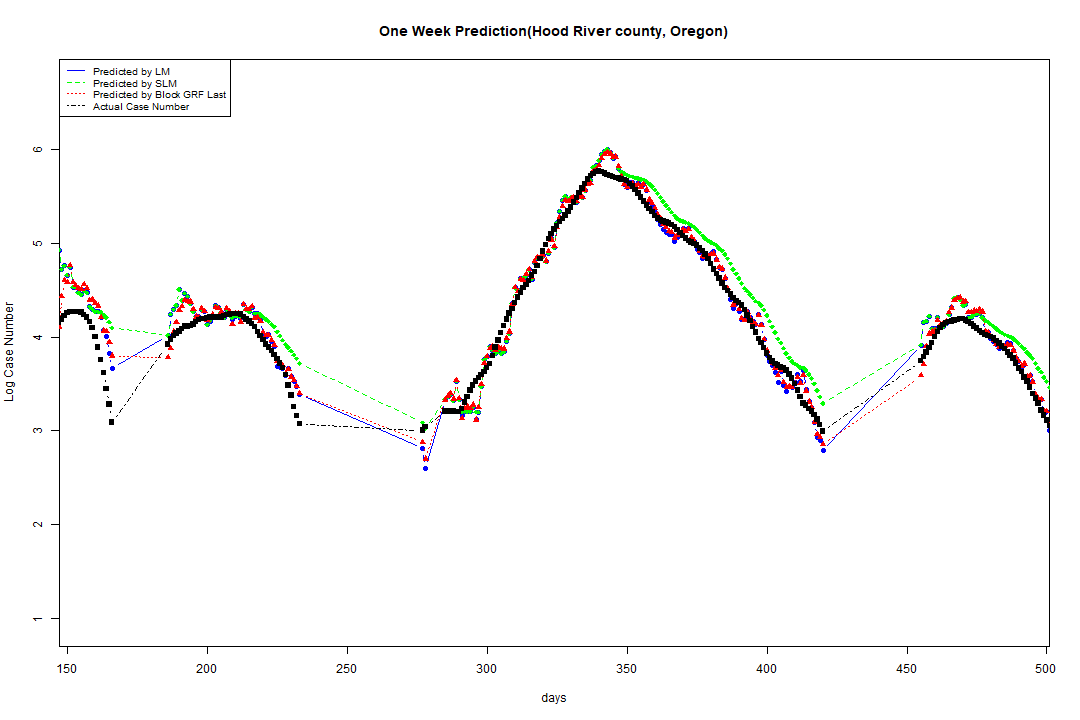 One Week Prediction(Hood River county, Oregon)
Predicted by LM
Predicted by SLM
Predicted by Block GRF Last
Actual Case Number
6
5
4
3
2
1
Log Case Number
150 200 250 300 350 400 450 500
days